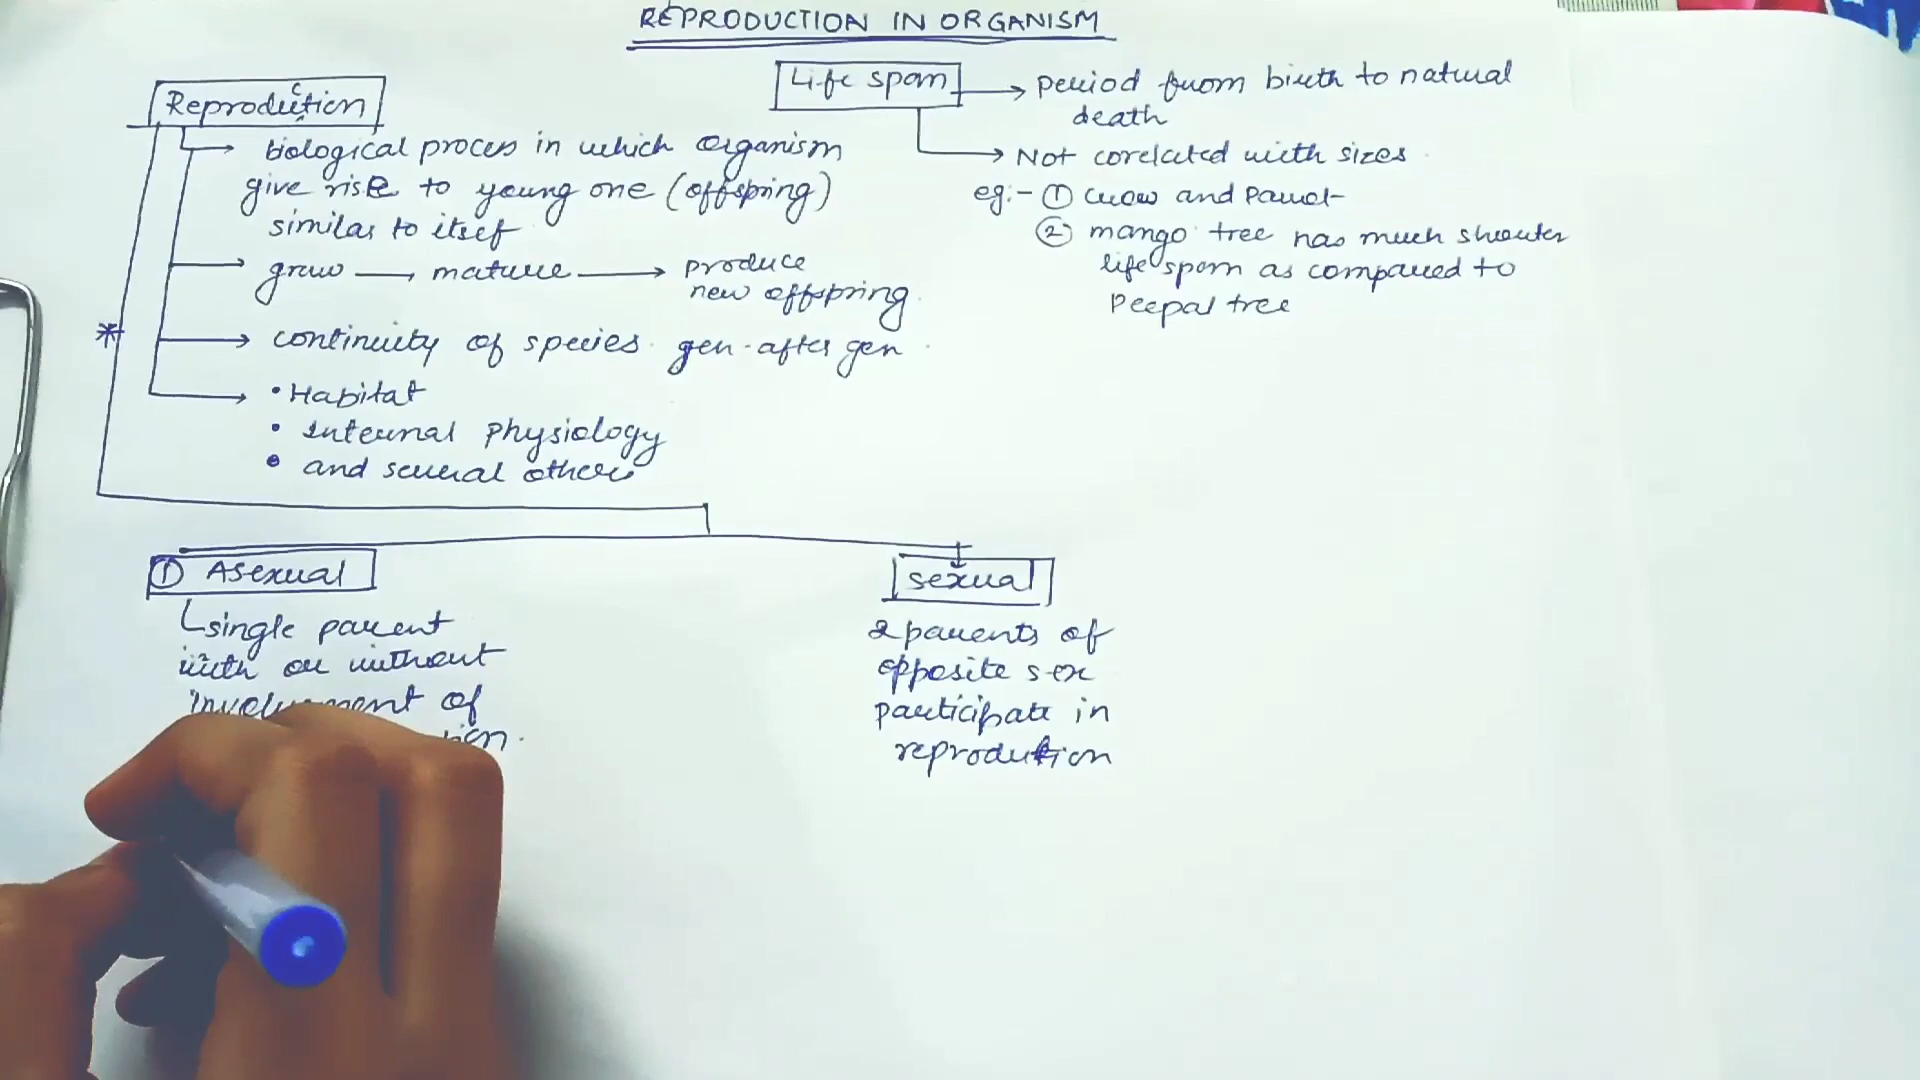 REPRODUCTION IN ORGANISM
Reproduction
biological proces in which organism
give rise to young one (offspring)
similar to itself
grow → mature → produce
new offspring.
* → continuity of species. gen-after gen.
• Habitat
• internal physiology
• and several others
Life span → period from birth to natural
death
→ Not corelated with sizes
eg:- ① crow and Parrot
② mango tree has much shorter
life span as compared to
Peepal tree
① Asexual
single parent
with or without
of
sexual
2 parents of
opposite sex
participate in
reproduction